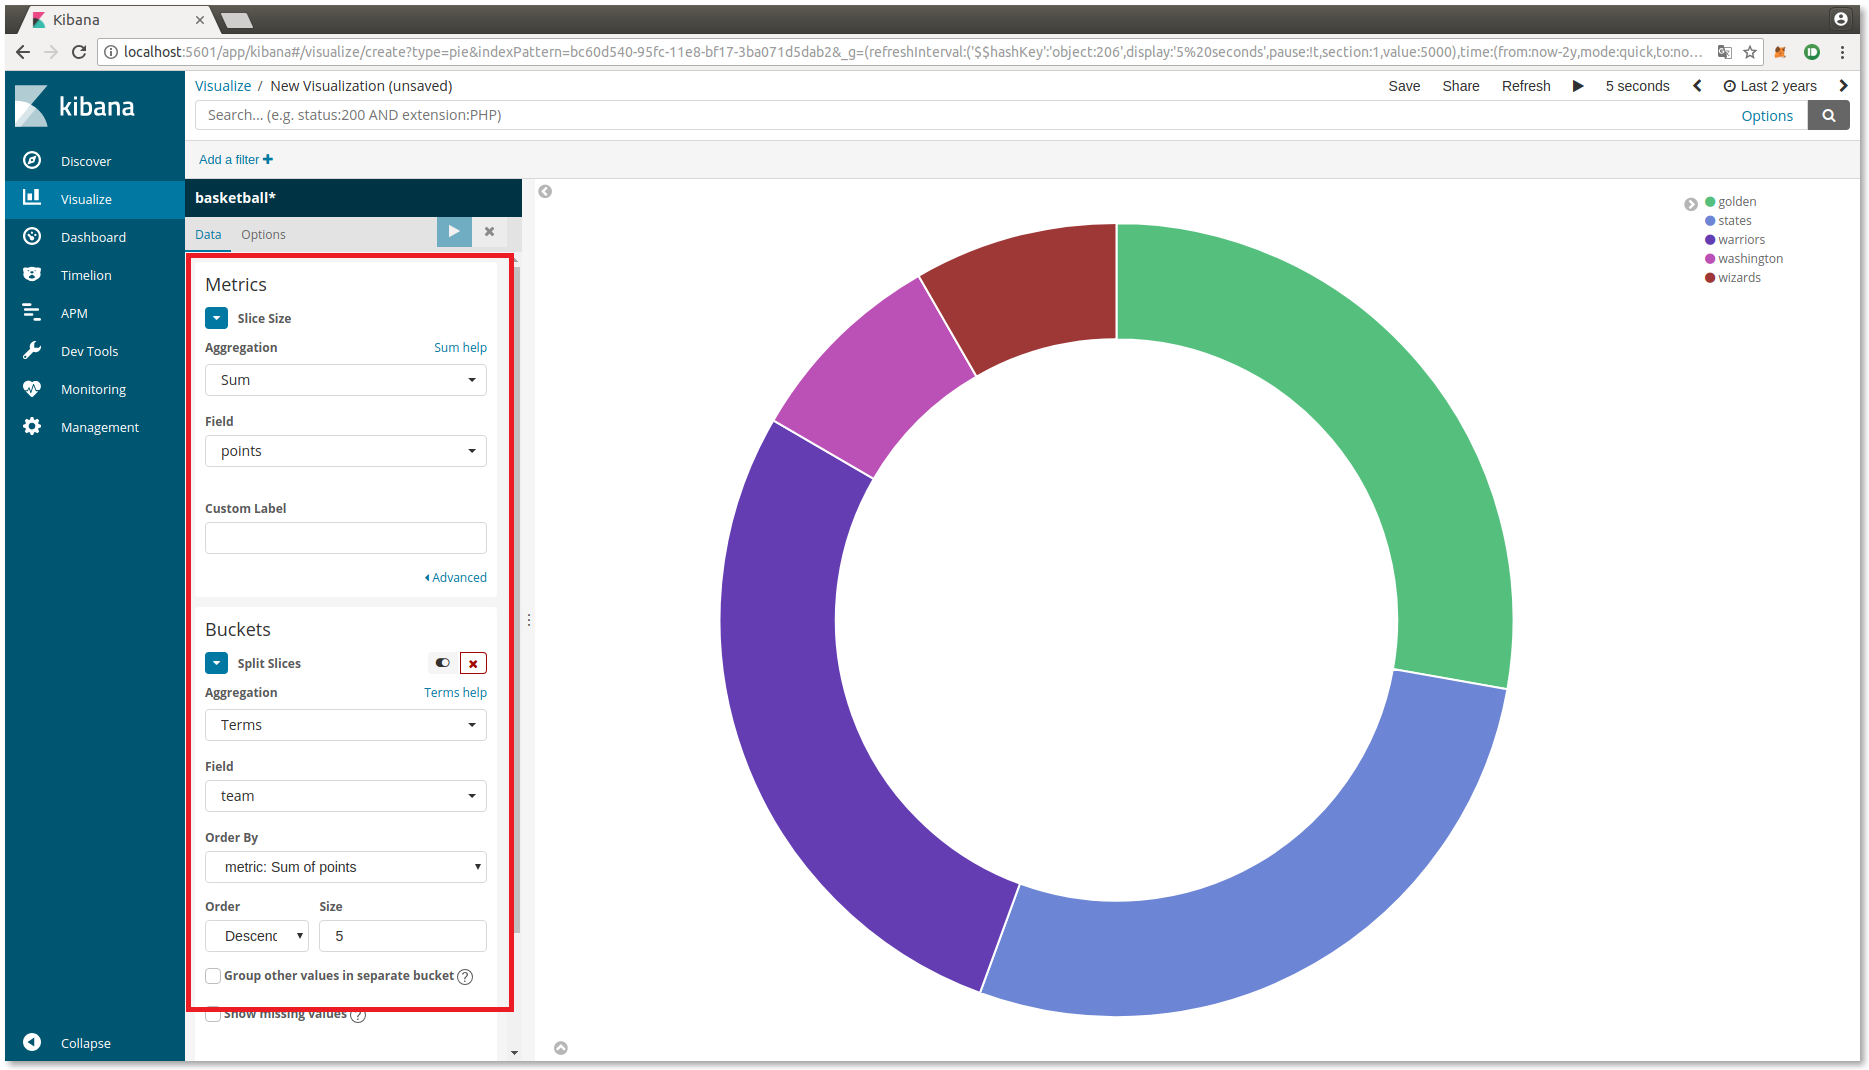 Kibana
localhost:5601/app/kibana#/visualize/create?type=pie&indexPattern=bc60d540-95fc-11e8-bf17-3ba071d5dab2&_g=(refreshInterval:('$$hashKey':'object:206',display:'5%20seconds',pause:!t,section:1,value:5000),time:(from:now-2y,mode:quick,to:no...
kibana
Discover
Visualize
Dashboard
Timelion
APM
Dev Tools
Monitoring
Management
Collapse
Visualize / New Visualization (unsaved)
Save Share Refresh 5 seconds Last 2 years
Search... (e.g. status:200 AND extension:PHP)
Options
Add a filter
basketball*
Data Options
Metrics
Slice Size
Aggregation Sum help
Sum
Field
points
Custom Label
Advanced
Buckets
Split Slices
Aggregation Terms help
Terms
Field
team
Order By
metric: Sum of points
Order Size
Descenc 5
Group other values in separate bucket ?
Show missing values ?
golden
states
warriors
washington
wizards